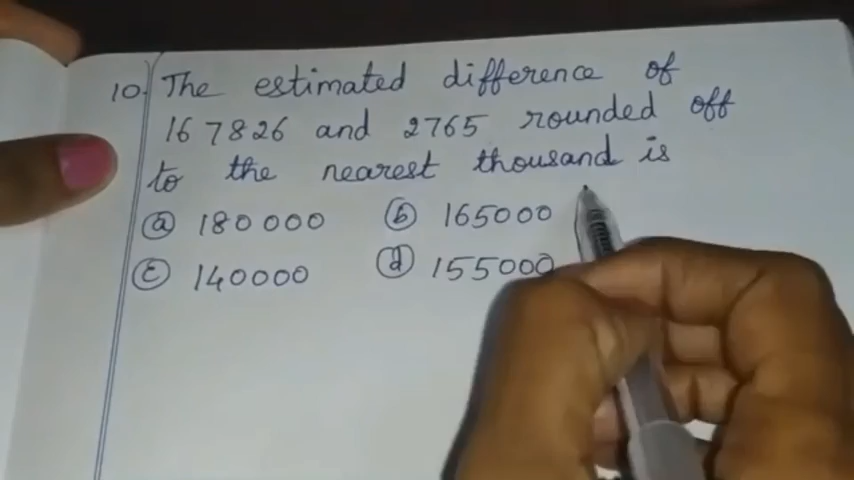 10. The estimated difference of
167826 and 2765 rounded off
to the nearest thousand is
(a) 180000 (b) 165000
(c) 140000 (d) 155000